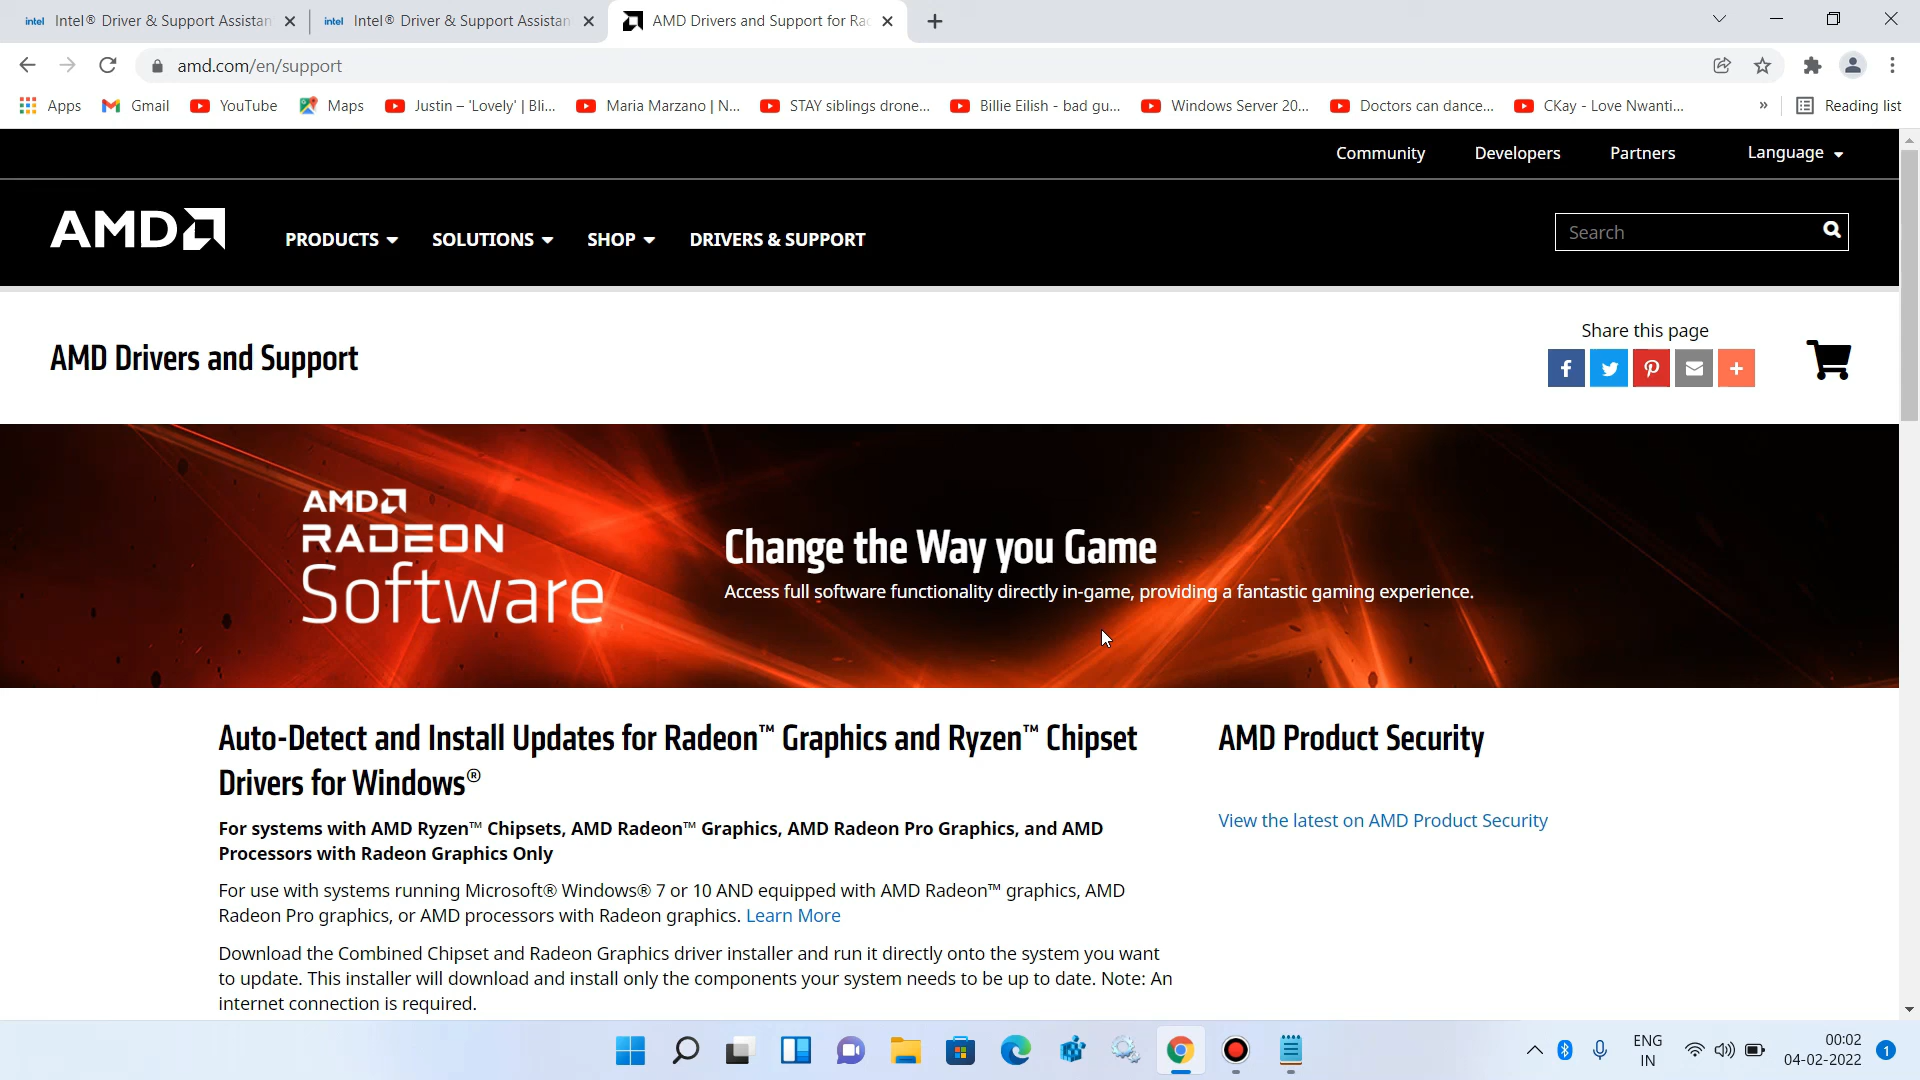 intel Intel® Driver & Support Assistan
intel Intel® Driver & Support Assistan
AMD Drivers and Support for Ra
amd.com/en/support
Apps Gmail YouTube Maps Justin – 'Lovely' | Bli... Maria Marzano | N... STAY siblings drone... Billie Eilish - bad gu... Windows Server 20... Doctors can dance... CKay - Love Nwanti... » Reading list
Community Developers Partners Language
AMD PRODUCTS SOLUTIONS SHOP DRIVERS & SUPPORT Search
Share this page
AMD Drivers and Support
AMD
RADEON
Software
Change the Way you Game
Access full software functionality directly in-game, providing a fantastic gaming experience.
Auto-Detect and Install Updates for Radeon™ Graphics and Ryzen™ Chipset
Drivers for Windows®
For systems with AMD Ryzen™ Chipsets, AMD Radeon™ Graphics, AMD Radeon Pro Graphics, and AMD
Processors with Radeon Graphics Only
For use with systems running Microsoft® Windows® 7 or 10 AND equipped with AMD Radeon™ graphics, AMD
Radeon Pro graphics, or AMD processors with Radeon graphics. Learn More
Download the Combined Chipset and Radeon Graphics driver installer and run it directly onto the system you want
to update. This installer will download and install only the components your system needs to be up to date. Note: An
internet connection is required.
AMD Product Security
View the latest on AMD Product Security
ENG
IN
00:02
04-02-2022
1